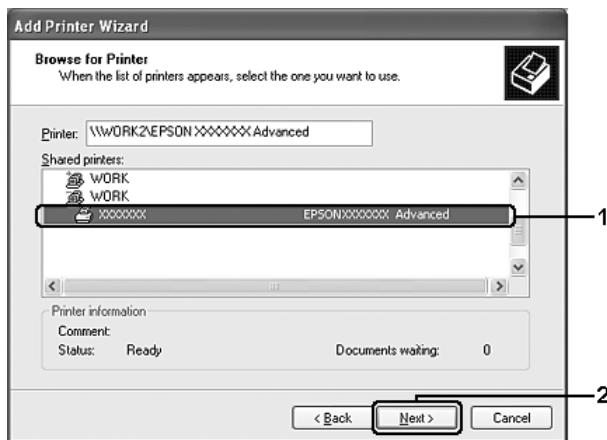 Add Printer Wizard
Browse for Printer
When the list of printers appears, select the one you want to use.
Printer: \\WORK2\EPSON XXXXXXX Advanced
Shared printers:
WORK
WORK
XXXXXXX EPSONXXXXXXX Advanced
1
Printer information
Comment:
Status: Ready Documents waiting: 0
2
< Back Next > Cancel